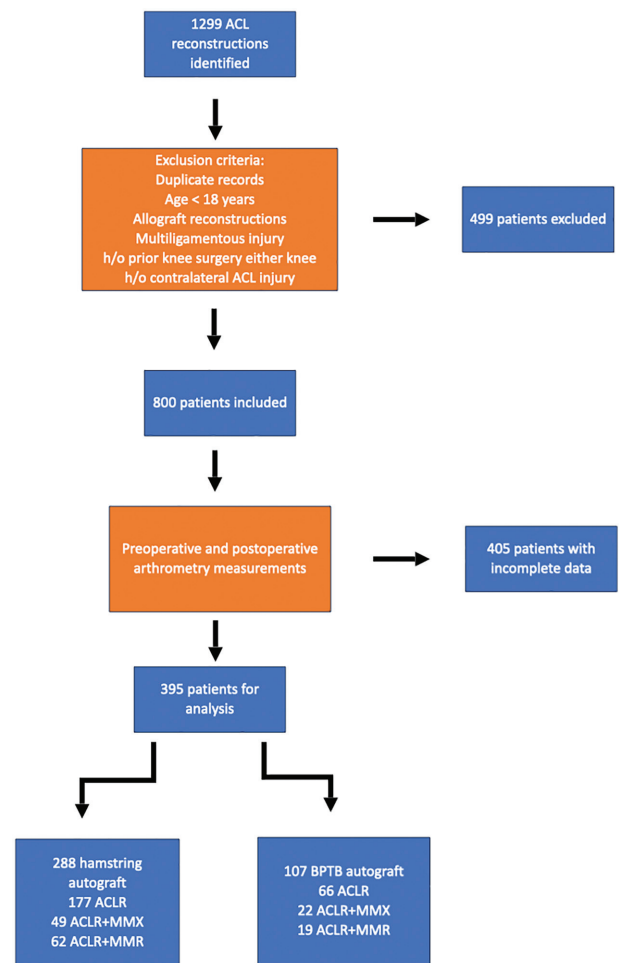 1299 ACL
reconstructions
identified
Exclusion criteria:
Duplicate records
Age < 18 years
Allograft reconstructions
Multiligamentous injury
h/o prior knee surgery either knee
h/o contralateral ACL injury
499 patients excluded
800 patients included
Preoperative and postoperative
arthrometry measurements
405 patients with
incomplete data
395 patients for
analysis
288 hamstring
autograft
177 ACLR
49 ACLR+MMX
62 ACLR+MMR
107 BPTB autograft
66 ACLR
22 ACLR+MMX
19 ACLR+MMR